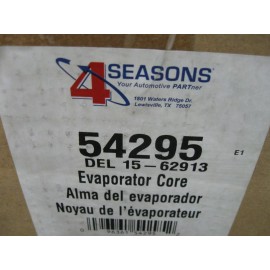 4 SEASONS
Your Automotive PARTner
1801 Waters Ridge Dr.
Lewisville, TX 75057
54295
DEL 15-62913
E1
Evaporator Core
Alma del evaporador
Noyau de l'évaporateur